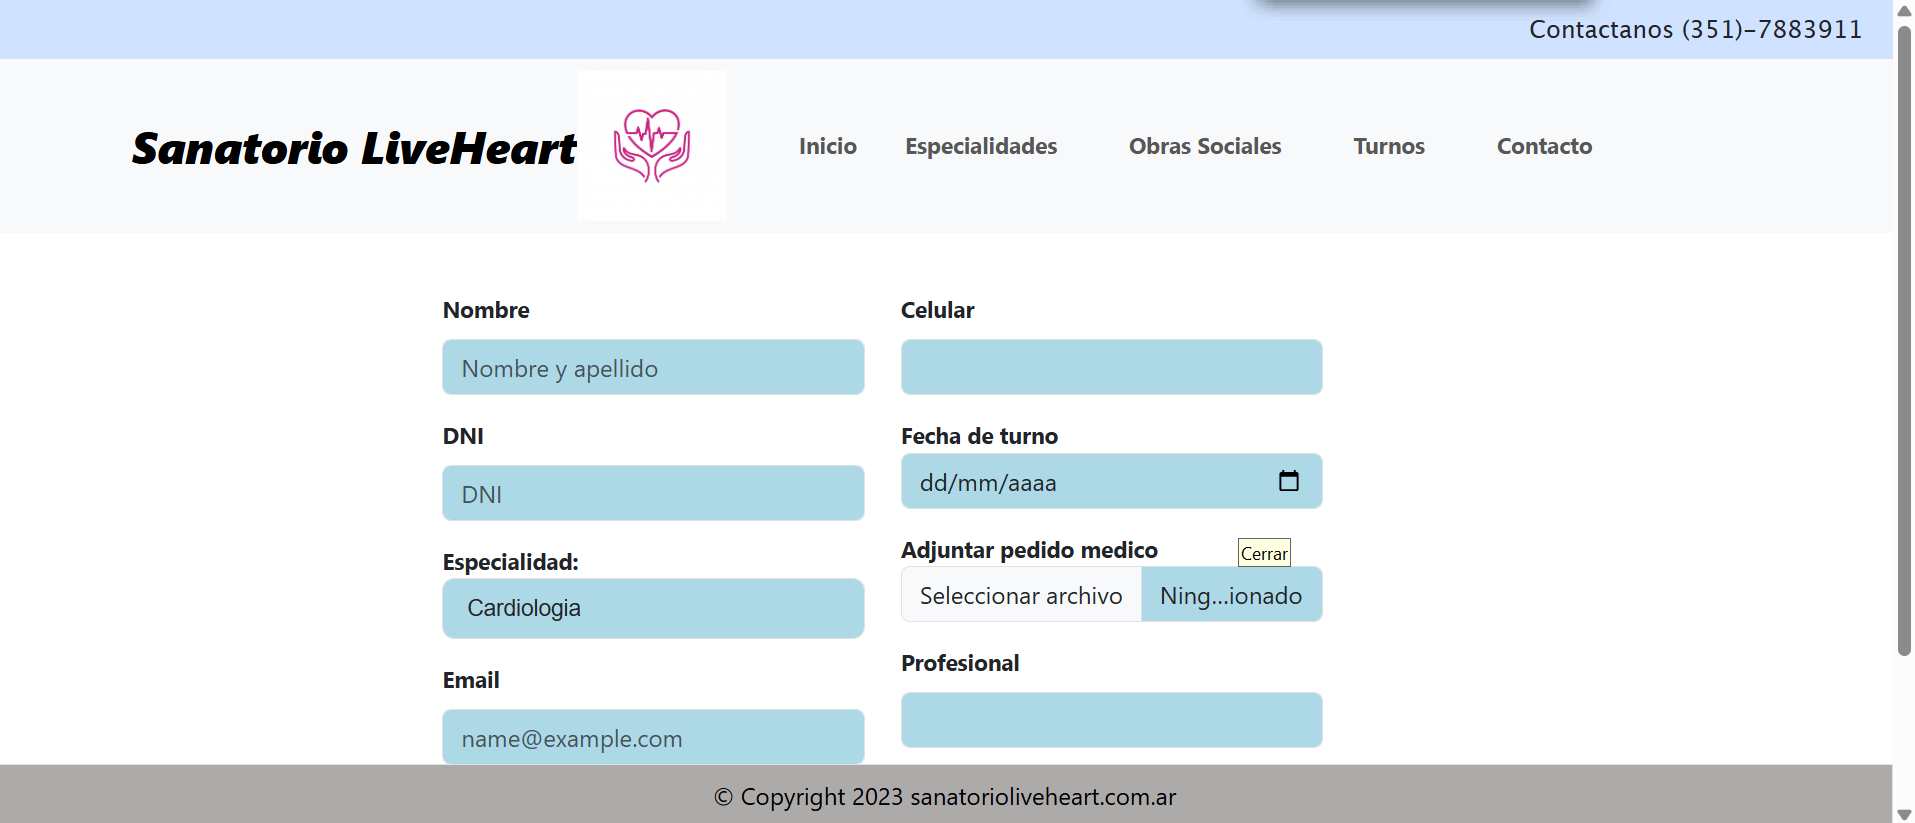 Contactanos (351)-7883911
Sanatorio LiveHeart
Inicio Especialidades Obras Sociales Turnos Contacto
Nombre
Nombre y apellido
DNI
DNI
Especialidad:
Cardiologia
Email
name@example.com
Celular
Fecha de turno
dd/mm/aaaa
Adjuntar pedido medico
Cerrar
Seleccionar archivo Ning...ionado
Profesional
© Copyright 2023 sanatorioliveheart.com.ar